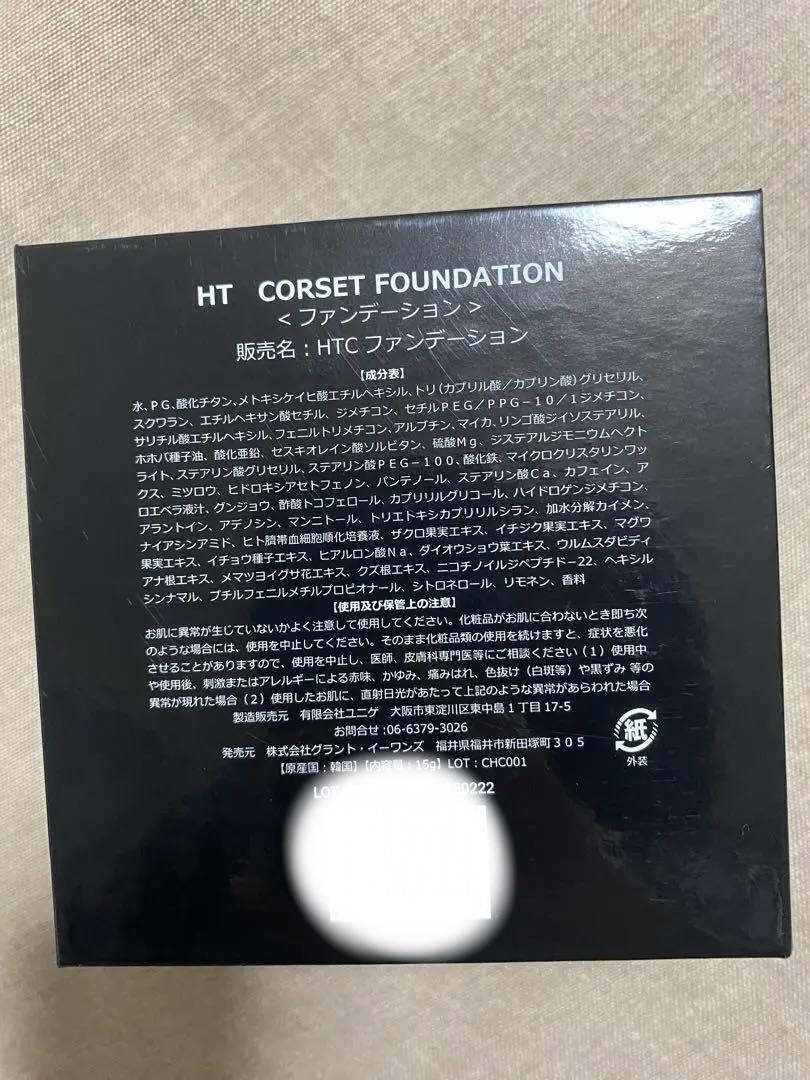 HT CORSET FOUNDATION
<ファンデーション>
販売名：HTCファンデーション
【成分表】
水、ＰＧ、酸化チタン、メトキシケイヒ酸エチルヘキシル、トリ（カプリル酸／カプリン酸）グリセリル、
スクワラン、エチルヘキサン酸セチル、ジメチコン、セチルＰＥＧ／ＰＰＧ−１０／１ジメチコン、
サリチル酸エチルヘキシル、フェニルトリメチコン、アルブチン、マイカ、リンゴ酸ジイソステアリル、
ホホバ種子油、酸化亜鉛、セスキオレイン酸ソルビタン、硫酸Ｍｇ、ジステアルジモニウムヘクト
ライト、ステアリン酸グリセリル、ステアリン酸ＰＥＧ−１００、酸化鉄、マイクロクリスタリンワッ
クス、ミツロウ、ヒドロキシアセトフェノン、パンテノール、ステアリン酸Ｃａ、カフェイン、ア
ロエベラ液汁、グンジョウ、酢酸トコフェロール、カプリリルグリコール、ハイドロゲンジメチコン、
アラントイン、アデノシン、マンニトール、トリエトキシカプリリルシラン、加水分解カイメン、
ナイアシンアミド、ヒト臍帯血細胞順化培養液、ザクロ果実エキス、イチジク果実エキス、マグワ
果実エキス、イチョウ種子エキス、ヒアルロン酸Ｎａ、ダイオウショウ葉エキス、ウルムスダビディ
アナ根エキス、メマツヨイグサ花エキス、クズ根エキス、ニコチノイルジペプチド−22、ヘキシル
シンナマル、ブチルフェニルメチルプロピオナール、シトロネロール、リモネン、香料
【使用及び保管上の注意】
お肌に異常が生じていないかよく注意して使用してください。化粧品がお肌に合わないとき即ち次
のような場合には、使用を中止してください。そのまま化粧品類の使用を続けますと、症状を悪化
させることがありますので、使用を中止し、医師、皮膚科専門医等にご相談ください（1）使用中
や使用後、刺激またはアレルギーによる赤味、かゆみ、痛みはれ、色抜け（白斑等）や黒ずみ 等の
異常が現れた場合（2）使用したお肌に、直射日光があたって上記のような異常があらわれた場合
製造販売元 有限会社ユニゲ 大阪市東淀川区東中島１丁目17-5
お問合せ:06-6379-3026
発売元 株式会社グラント・イーワンズ 福井県福井市新田塚町３０５
【原産国：韓国】【内容量：15g】LOT：CHC001
LOT 50222
紙
外装